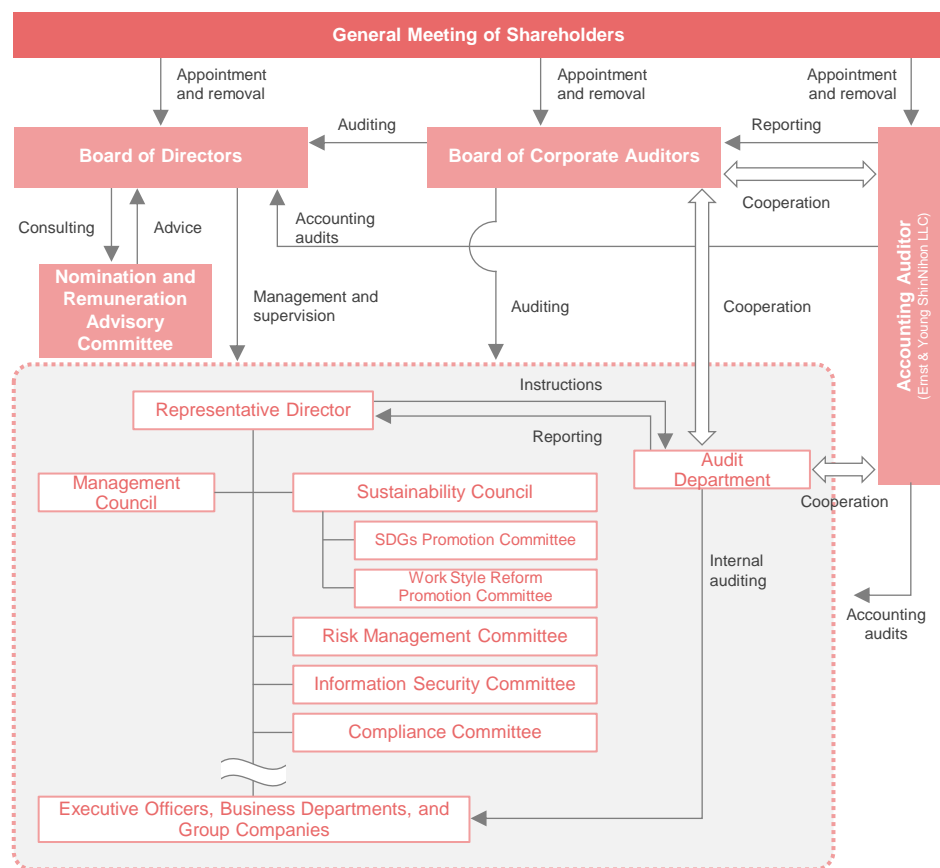 General Meeting of Shareholders
Appointment
and removal
Appointment
and removal
Appointment
and removal
Board of Directors
Auditing
Board of Corporate Auditors
Reporting
Cooperation
Accounting Auditor
(Ernst & Young ShinNihon LLC)
Consulting
Advice
Accounting
audits
Nomination and
Remuneration
Advisory
Committee
Management and
supervision
Auditing
Cooperation
Representative Director
Instructions
Reporting
Audit
Department
Cooperation
Management
Council
Sustainability Council
SDGs Promotion Committee
Work Style Reform
Promotion Committee
Internal
auditing
Accounting
audits
Risk Management Committee
Information Security Committee
Compliance Committee
Executive Officers, Business Departments, and
Group Companies